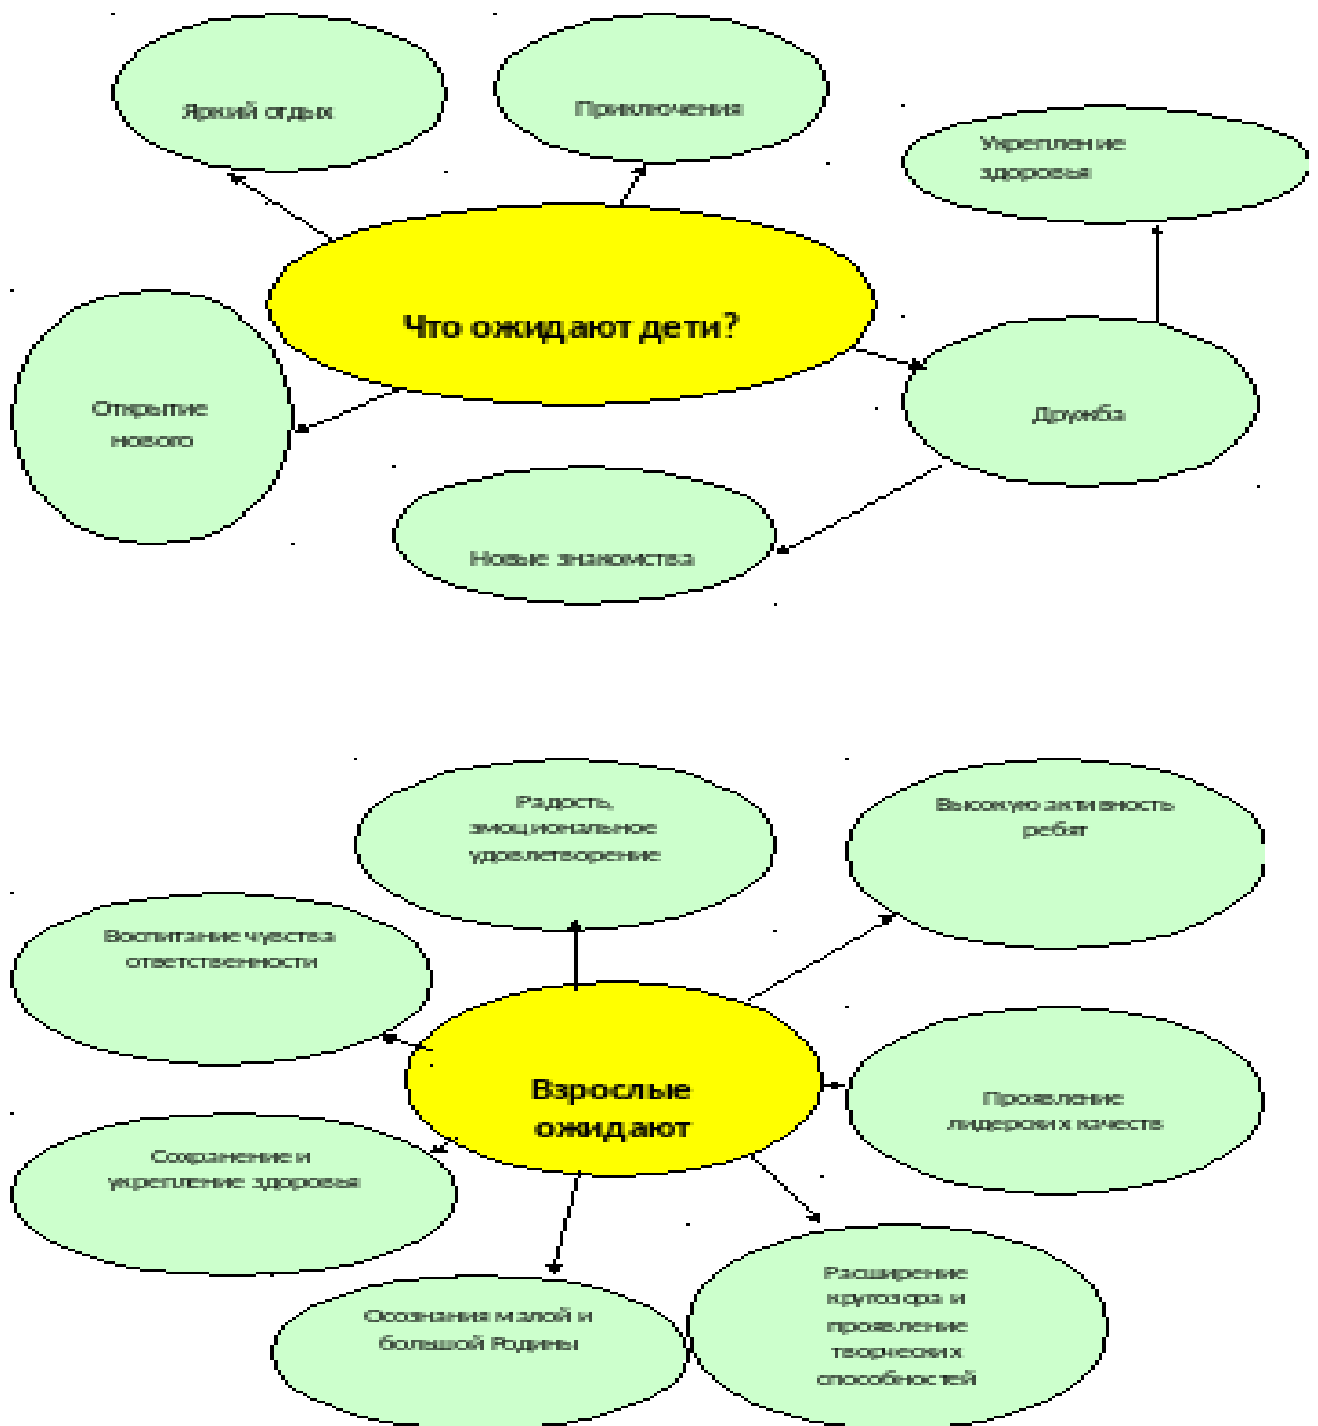 Яркий отдых
Приключения
Укрепление
здоровья
Что ожидают дети?
Открытие
нового
Дружба
Новые знакомства
Радость,
эмоциональное
удовлетворение
Высокую активность
ребят
Воспитание чувства
ответственности
Взрослые
ожидают
Проявление
лидерских качеств
Сохранение и
укрепление здоровья
Осознания малой и
большой Родины
Расширение
кругозора и
проявление
творческих
способностей